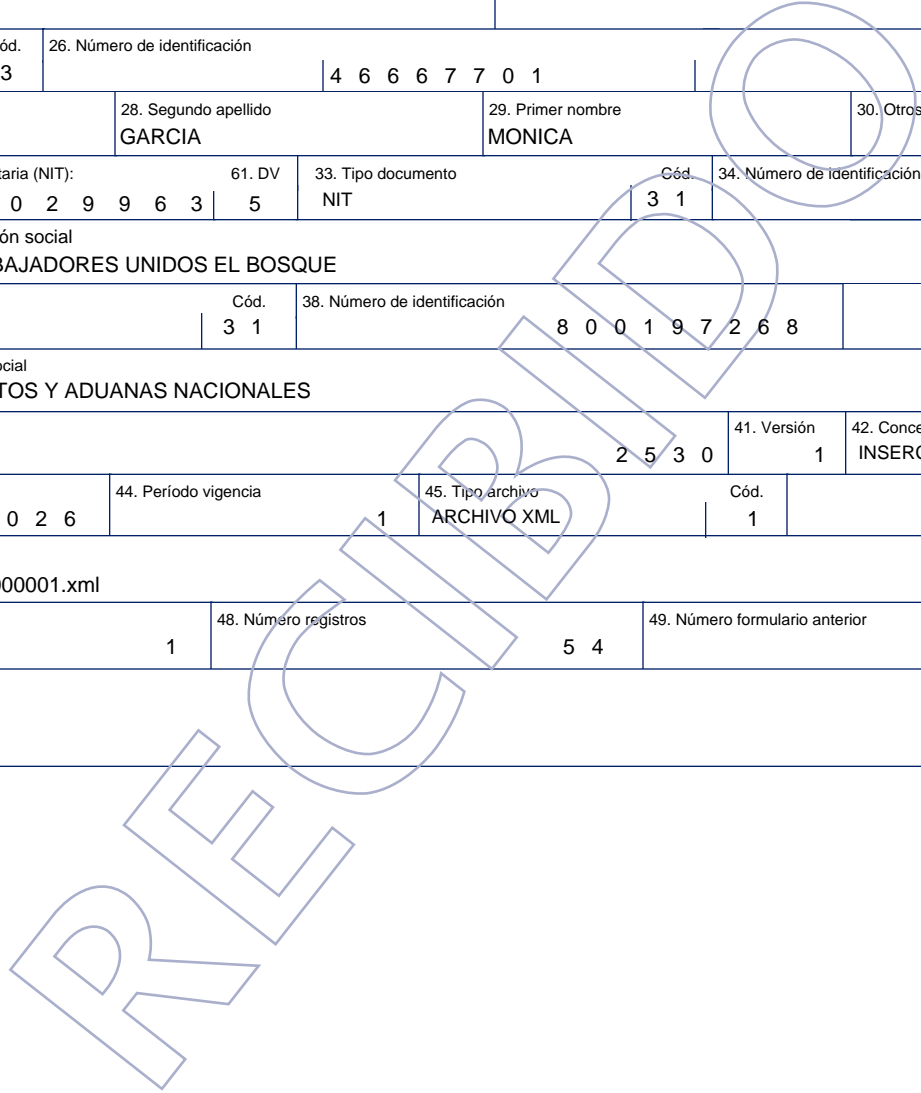 ód. 26. Número de identificación
3 4 6 6 6 7 7 0 1
28. Segundo apellido 29. Primer nombre 30. Otros
GARCIA MONICA
taria (NIT): 61. DV 33. Tipo documento Cód. 34. Número de identificación
0 2 9 9 6 3 5 NIT 3 1
ón social
BAJADORES UNIDOS EL BOSQUE
Cód. 38. Número de identificación
3 1 8 0 0 1 9 7 2 6 8
ocial
TOS Y ADUANAS NACIONALES
41. Versión 42. Conce
2 5 3 0 1 INSERC
44. Período vigencia 45. Tipo archivo Cód.
0 2 6 1 ARCHIVO XML 1
000001.xml
48. Número registros 49. Número formulario anterior
1 5 4
RECIBIDO